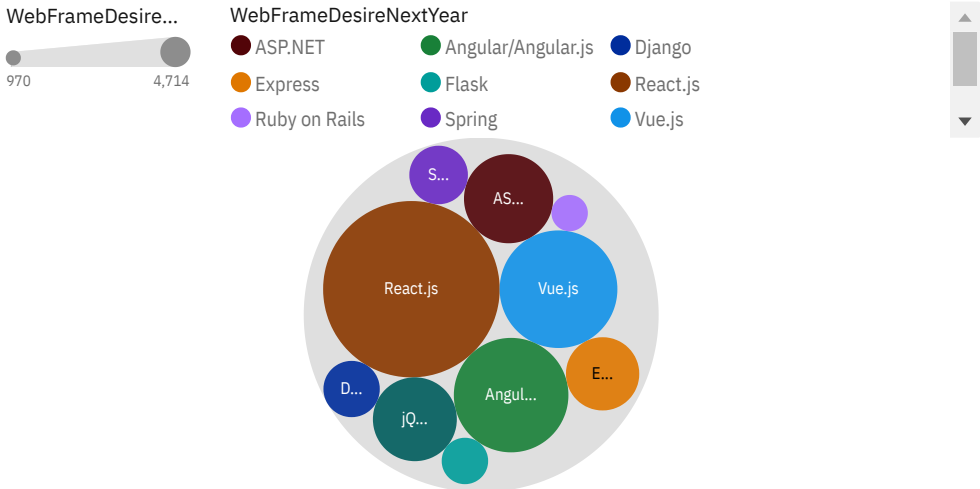 WebFrameDesire...
970
4,714
WebFrameDesireNextYear
ASP.NET
Angular/Angular.js
Django
Express
Flask
React.js
Ruby on Rails
Spring
Vue.js
S...
AS...
React.js
Vue.js
E...
D...
Angul...
jQ...